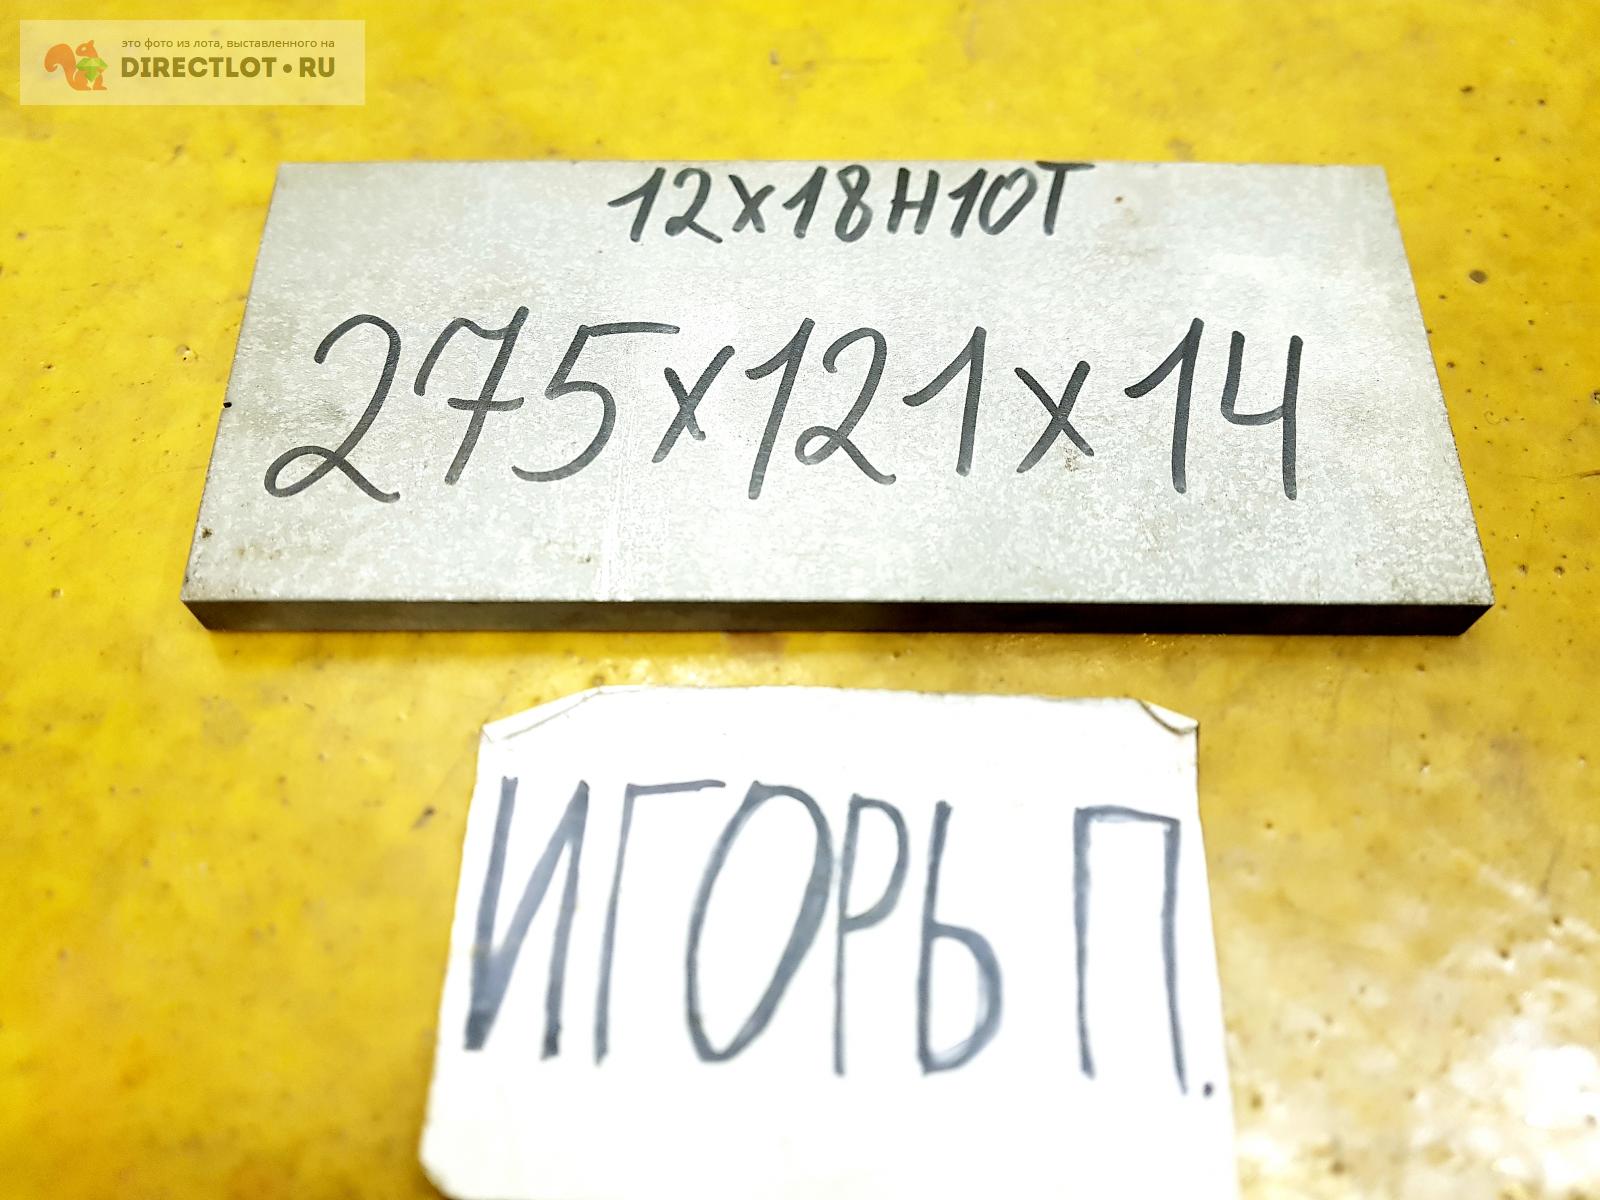 это фото из лота, выставленного на
DIRECTLOT•RU
12х18Н10Т
275х121х14
ИГОРЬ П.